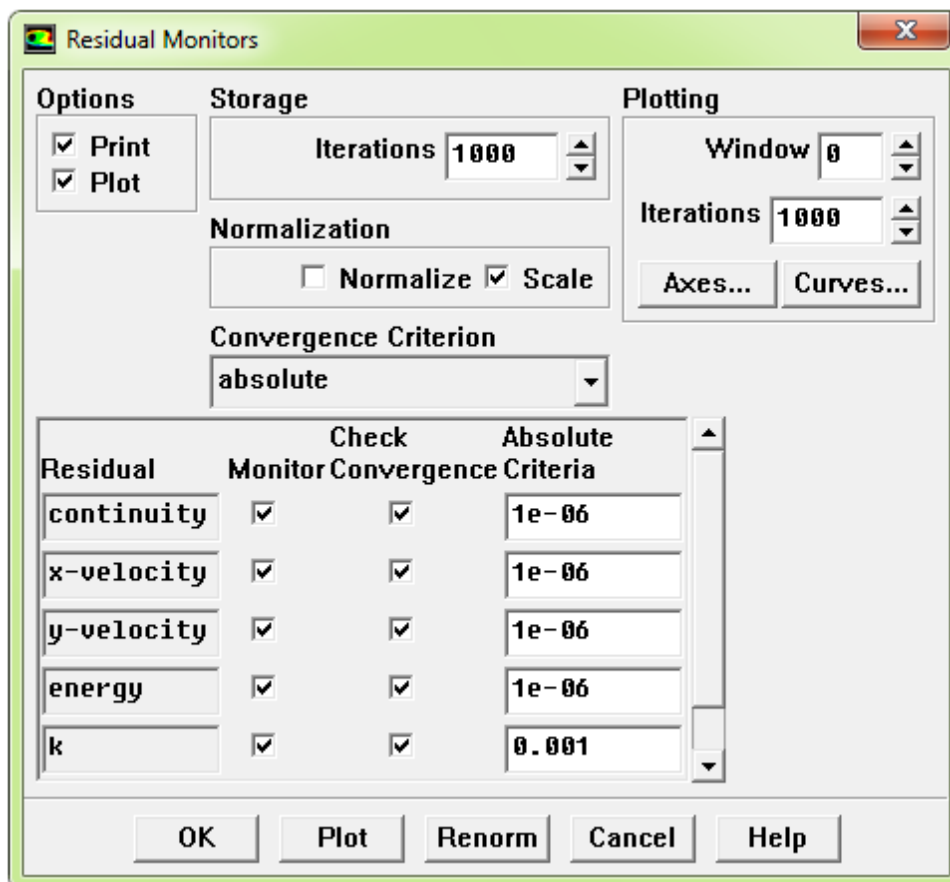 Residual Monitors
Options
Print
Plot
Storage
Iterations 1000
Normalization
Normalize Scale
Convergence Criterion
absolute
Plotting
Window 0
Iterations 1000
Axes... Curves...
Check Absolute
Residual Monitor Convergence Criteria
continuity 1e-06
x-velocity 1e-06
y-velocity 1e-06
energy 1e-06
k 0.001
OK Plot Renorm Cancel Help